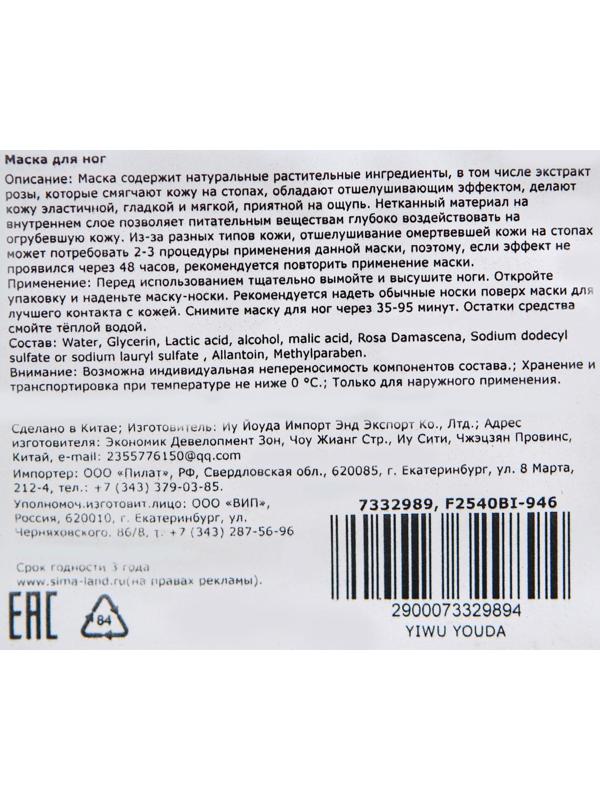 Маска для ног
Описание: Маска содержит натуральные растительные ингредиенты, в том числе экстракт
розы, которые смягчают кожу на стопах, обладают отшелушивающим эффектом, делают
кожу эластичной, гладкой и мягкой, приятной на ощупь. Нетканный материал на
внутреннем слое позволяет питательным веществам глубоко воздействовать на
огрубевшую кожу. Из-за разных типов кожи, отшелушивание омертвевшей кожи на стопах
может потребовать 2-3 процедуры применения данной маски, поэтому, если эффект не
проявился через 48 часов, рекомендуется повторить применение маски.
Применение: Перед использованием тщательно вымойте и высушите ноги. Откройте
упаковку и наденьте маску-носки. Рекомендуется надеть обычные носки поверх маски для
лучшего контакта с кожей. Снимите маску для ног через 35-95 минут. Остатки средства
смойте тёплой водой.
Состав: Water, Glycerin, Lactic acid, alcohol, malic acid, Rosa Damascena, Sodium dodecyl
sulfate or sodium lauryl sulfate , Allantoin, Methylparaben.
Внимание: Возможна индивидуальная непереносимость компонентов состава.; Хранение и
транспортировка при температуре не ниже 0 °C.; Только для наружного применения.
Сделано в Китае; Изготовитель: Иу Йоуда Импорт Энд Экспорт Ко., Лтд.; Адрес
изготовителя: Экономик Девелопмент Зон, Чоу Жианг Стр., Иу Сити, Чжэцзян Провинс,
Китай, e-mail: 2355776150@qq.com
Импортер: ООО «Пилат», РФ, Свердловская обл., 620085, г. Екатеринбург, ул. 8 Марта,
212-4, тел.: +7 (343) 379-03-85.
Уполномоч.изготовит.лицо: ООО «ВИП»,
Россия, 620010, г. Екатеринбург, ул.
Черняховского. 86/8, т. +7 (343) 287-56-96
7332989, F2540BI-946
Срок годности 3 года
www.sima-land.ru(на правах рекламы).
EAC
84
2900073329894
YIWU YOUDA